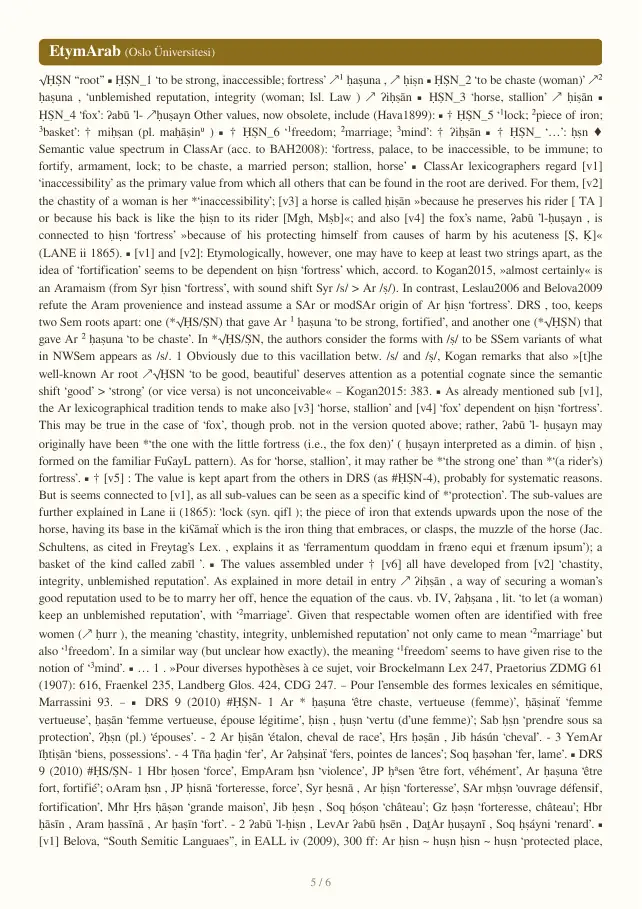 EtymArab (Oslo Üniversitesi)
√ḤṢN “root” ▪ ḤṢN_1 ‘to be strong, inaccessible; fortress’ ↗¹ ḥaṣuna , ↗ ḥiṣn ▪ ḤṢN_2 ‘to be chaste (woman)’ ↗²
ḥaṣuna , ‘unblemished reputation, integrity (woman; Isl. Law ) ↗ ʔiḥṣān ▪ ḤṢN_3 ‘horse, stallion’ ↗ ḥiṣān ▪
ḤṢN_4 ‘fox’: ʔabū ʼl- ↗ḥuṣayn Other values, now obsolete, include (Hava1899): ▪ † ḤṢN_5 ‘¹lock; ²piece of iron;
³basket’: † miḥṣan (pl. maḥāṣinᵘ ) ▪ † ḤṢN_6 ‘¹freedom; ²marriage; ³mind’: † ʔiḥṣān ▪ † ḤṢN_ ‘…’: ḥṣn ♦
Semantic value spectrum in ClassAr (acc. to BAH2008): ‘fortress, palace, to be inaccessible, to be immune; to
fortify, armament, lock; to be chaste, a married person; stallion, horse’ ▪ ClassAr lexicographers regard [v1]
‘inaccessibility’ as the primary value from which all others that can be found in the root are derived. For them, [v2]
the chastity of a woman is her *‘inaccessibility’; [v3] a horse is called ḥiṣān »because he preserves his rider [ TA ]
or because his back is like the ḥiṣn to its rider [Mgh, Mṣb]«; and also [v4] the fox’s name, ʔabū ʼl-ḥuṣayn , is
connected to ḥiṣn ‘fortress’ »because of his protecting himself from causes of harm by his acuteness [Ṣ, Ḳ]«
(LANE ii 1865). ▪ [v1] and [v2]: Etymologically, however, one may have to keep at least two strings apart, as the
idea of ‘fortification’ seems to be dependent on ḥiṣn ‘fortress’ which, accord. to Kogan2015, »almost certainly« is
an Aramaism (from Syr ḥisn ‘fortress’, with sound shift Syr /s/ > Ar /ṣ/). In contrast, Leslau2006 and Belova2009
refute the Aram provenience and instead assume a SAr or modSAr origin of Ar ḥiṣn ‘fortress’. DRS , too, keeps
two Sem roots apart: one (*√ḤS/ṢN) that gave Ar ¹ ḥaṣuna ‘to be strong, fortified’, and another one (*√ḤṢN) that
gave Ar ² ḥaṣuna ‘to be chaste’. In *√ḤS/ṢN, the authors consider the forms with /ṣ/ to be SSem variants of what
in NWSem appears as /s/. 1 Obviously due to this vacillation betw. /s/ and /ṣ/, Kogan remarks that also »[t]he
well-known Ar root ↗√ḤSN ‘to be good, beautiful’ deserves attention as a potential cognate since the semantic
shift ‘good’ > ‘strong’ (or vice versa) is not unconceivable« – Kogan2015: 383. ▪ As already mentioned sub [v1],
the Ar lexicographical tradition tends to make also [v3] ‘horse, stallion’ and [v4] ‘fox’ dependent on ḥiṣn ‘fortress’.
This may be true in the case of ‘fox’, though prob. not in the version quoted above; rather, ʔabū ʼl- ḥuṣayn may
originally have been *‘the one with the little fortress (i.e., the fox den)’ ( ḥuṣayn interpreted as a dimin. of ḥiṣn ,
formed on the familiar FuʕayL pattern). As for ‘horse, stallion’, it may rather be *‘the strong one’ than *‘(a rider’s)
fortress’. ▪ † [v5] : The value is kept apart from the others in DRS (as #ḤṢN-4), probably for systematic reasons.
But is seems connected to [v1], as all sub-values can be seen as a specific kind of *‘protection’. The sub-values are
further explained in Lane ii (1865): ‘lock (syn. qifl ); the piece of iron that extends upwards upon the nose of the
horse, having its base in the kiʕāmaẗ which is the iron thing that embraces, or clasps, the muzzle of the horse (Jac.
Schultens, as cited in Freytag’s Lex. , explains it as ‘ferramentum quoddam in fræno equi et frænum ipsum’); a
basket of the kind called zabīl ’. ▪ The values assembled under † [v6] all have developed from [v2] ‘chastity,
integrity, unblemished reputation’. As explained in more detail in entry ↗ ʔiḥṣān , a way of securing a woman’s
good reputation used to be to marry her off, hence the equation of the caus. vb. IV, ʔaḥṣana , lit. ‘to let (a woman)
keep an unblemished reputation’, with ‘²marriage’. Given that respectable women often are identified with free
women (↗ ḥurr ), the meaning ‘chastity, integrity, unblemished reputation’ not only came to mean ‘²marriage’ but
also ‘¹freedom’. In a similar way (but unclear how exactly), the meaning ‘¹freedom’ seems to have given rise to the
notion of ‘³mind’. ▪ … 1 . »Pour diverses hypothèses à ce sujet, voir Brockelmann Lex 247, Praetorius ZDMG 61
(1907): 616, Fraenkel 235, Landberg Glos. 424, CDG 247. – Pour l’ensemble des formes lexicales en sémitique,
Marrassini 93. – ▪ DRS 9 (2010) #ḤṢN- 1 Ar * ḥaṣuna ‘être chaste, vertueuse (femme)’, ḥāṣinaẗ ‘femme
vertueuse’, ḥaṣān ‘femme vertueuse, épouse légitime’, ḥiṣn , ḥuṣn ‘vertu (d’une femme)’; Sab ḥṣn ‘prendre sous sa
protection’, ʔḥṣn (pl.) ‘épouses’. - 2 Ar ḥiṣān ‘étalon, cheval de race’, Ḥrs ḥəṣān , Jib ḥásún ‘cheval’. - 3 YemAr
ïḥṭiṣān ‘biens, possessions’. - 4 Tña ḥaḍin ‘fer’, Ar ʔaḥṣinaẗ ‘fers, pointes de lances’; Soq ḥaṣəhan ‘fer, lame’. ▪ DRS
9 (2010) #ḤS/ṢN- 1 Hbr ḥosen ‘force’, EmpAram ḥsn ‘violence’, JP ḥᵃsen ‘être fort, véhément’, Ar ḥaṣuna ‘être
fort, fortifié’; oAram ḥsn , JP ḥisnā ‘forteresse, force’, Syr ḥesnā , Ar ḥiṣn ‘forteresse’, SAr mḥṣn ‘ouvrage défensif,
fortification’, Mhr Ḥrs ḥāṣən ‘grande maison’, Jib ḥeṣn , Soq ḥóṣon ‘château’; Gz ḥəṣn ‘forteresse, château’; Hbr
ḥāsīn , Aram ḥassīnā , Ar ḥaṣīn ‘fort’. - 2 ʔabū ʼl-ḥiṣn , LevAr ʔabū ḥsēn , DaṯAr ḥuṣaynī , Soq ḥṣáyni ‘renard’. ▪
[v1] Belova, “South Semitic Languaes”, in EALL iv (2009), 300 ff: Ar ḥisn ~ ḥuṣn ḥisn ~ ḥuṣn ‘protected place,
5 / 6